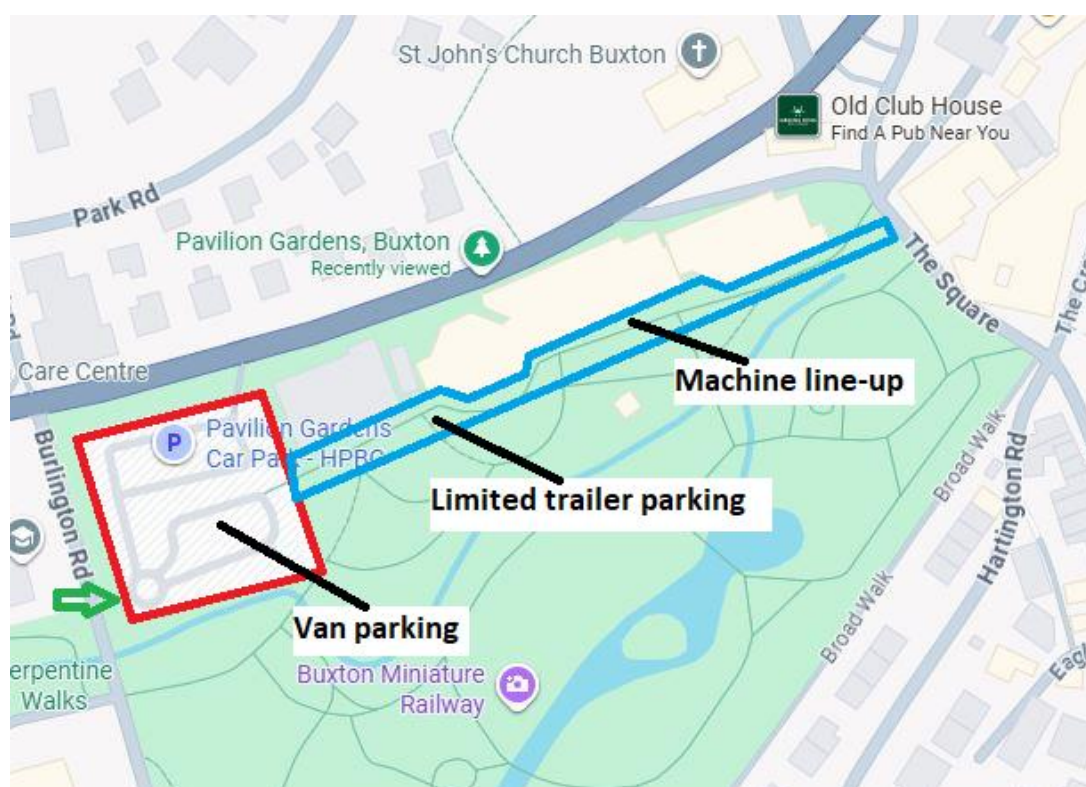 St John's Church Buxton
Old Club House
Find A Pub Near You
Park Rd
Pavilion Gardens, Buxton
Recently viewed
The Square
The
Care Centre
Machine line-up
Pavilion Gardens
Car Park - HPBC
Burlington Rd
Limited trailer parking
Broad Walk
Hartington Rd
P
Van parking
Broad Walk
Serpentine
Walks
Buxton Miniature
Railway